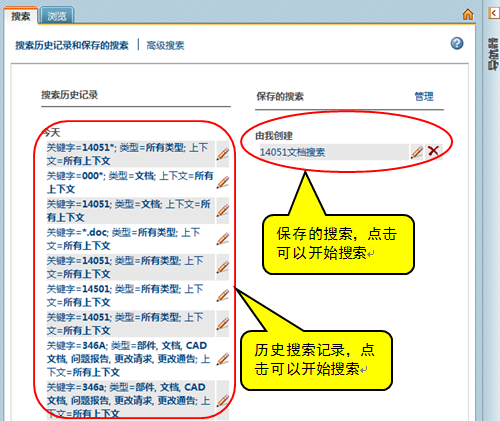 搜索 浏览
搜索历史记录和保存的搜索 高级搜索
搜索历史记录
今天
关键字=14051*; 类型=所有类型; 上下
文=所有上下文
关键字=000*; 类型=文档; 上下文=所
有上下文
关键字=14051; 类型=文档; 上下文=
所有上下文
关键字=*.doc; 类型=所有类型; 上下
文=所有上下文
关键字=14051; 类型=所有类型; 上下
文=所有上下文
关键字=14501; 类型=所有类型; 上下
文=所有上下文
关键字=14051; 类型=所有类型; 上下
文=所有上下文
关键字=346A; 类型=部件, 文档, CAD
文档, 问题报告, 更改请求, 更改通告; 上
下文=所有上下文
关键字=346a; 类型=部件, 文档, CAD
文档, 问题报告, 更改请求, 更改通告; 上
下文=所有上下文
保存的搜索 管理
由我创建
14051文档搜索
保存的搜索，点击
可以开始搜索
历史搜索记录，点
击可以开始搜索